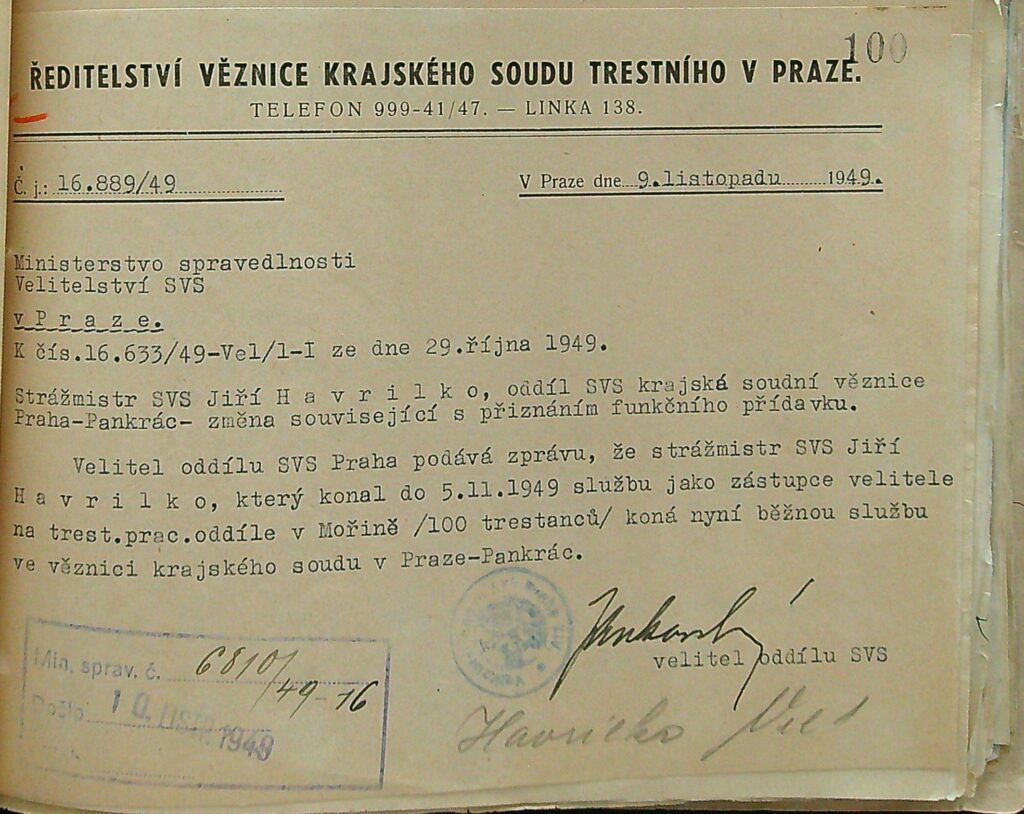 100
ŘEDITELSTVÍ VĚZNICE KRAJSKÉHO SOUDU TRESTNÍHO V PRAZE.
TELEFON 999-41/47. — LINKA 138.
Č. j.: 16.889/49
V Praze dne 9.listopadu 1949.
Ministerstvo spravedlnosti
Velitelství SVS
v P r a z e.
K čís.16.633/49-Vel/1-I ze dne 29.října 1949.
Strážmistr SVS Jiří H a v r i l k o, oddíl SVS krajská soudní věznice
Praha-Pankrác- změna související s přiznáním funkčního přídavku.
Velitel oddílu SVS Praha podává zprávu, že strážmistr SVS Jiří
H a v r i l k o, který konal do 5.11.1949 službu jako zástupce velitele
na trest.prac.oddíle v Mořině /100 trestanců/ koná nyní běžnou službu
ve věznici krajského soudu v Praze-Pankrác.
velitel oddílu SVS
Min. sprav. č. 6810/
49-16
Došlo 10. LIST. 1949